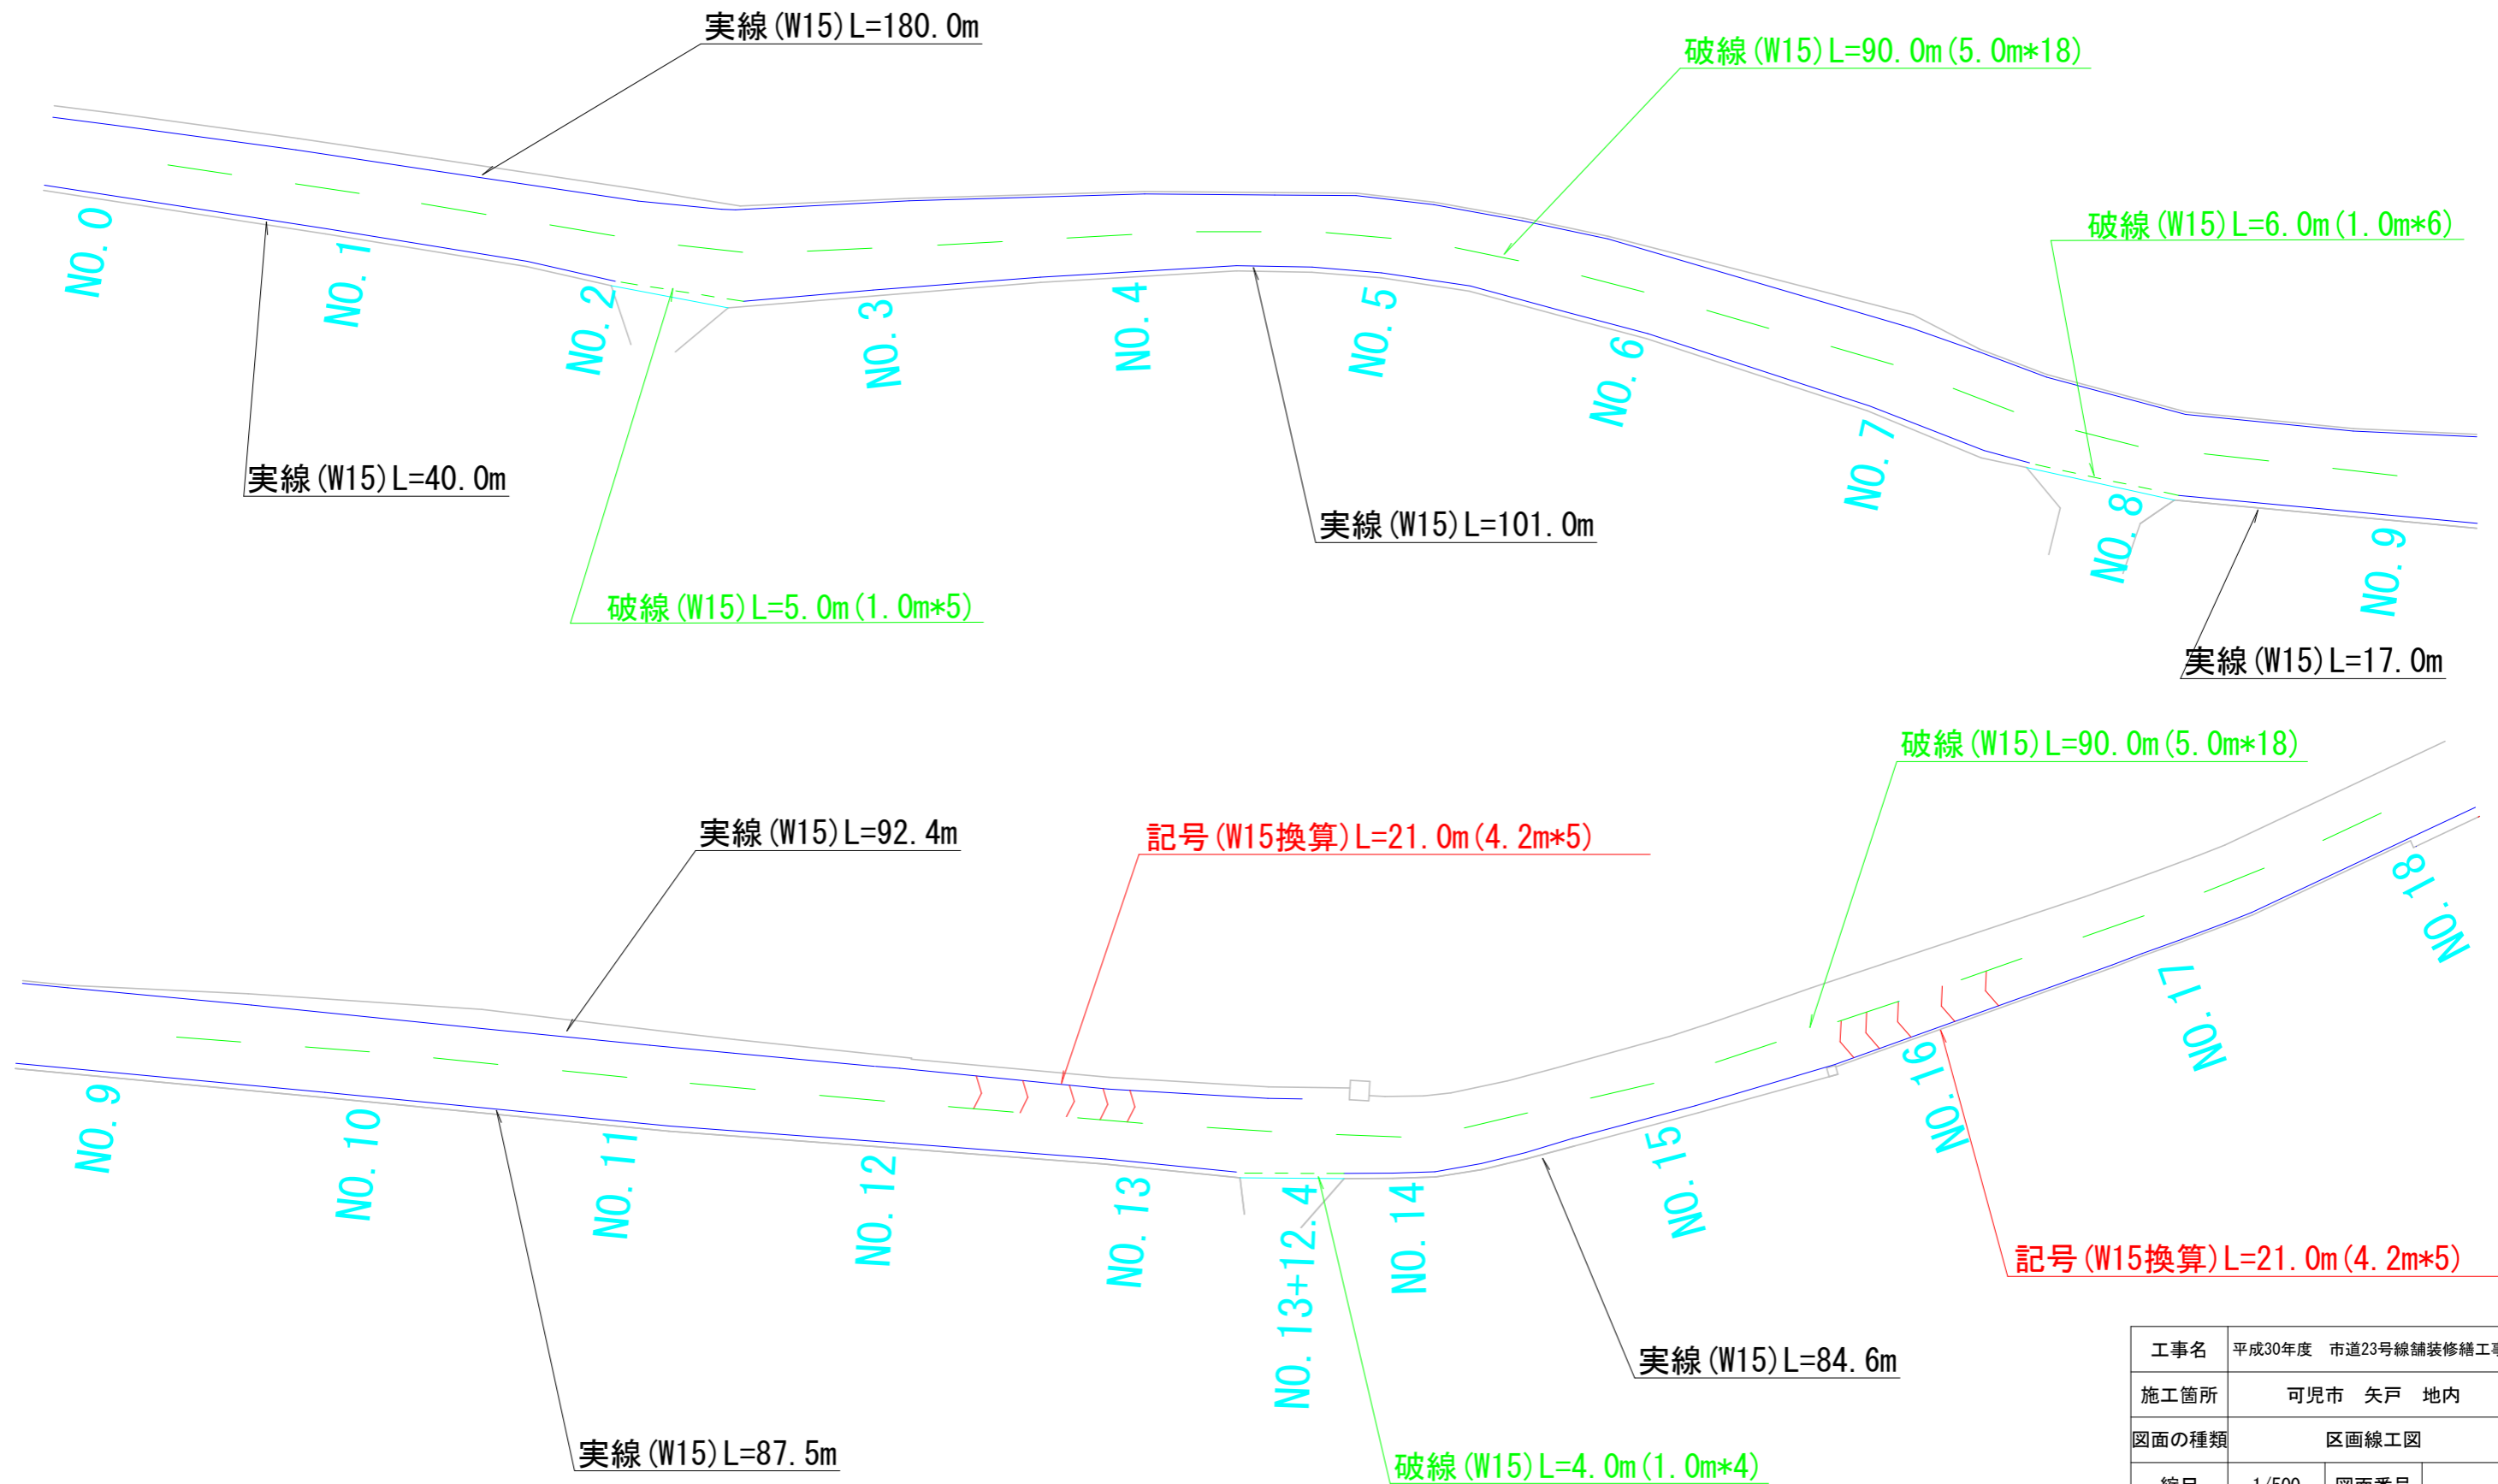 実線(W15)L=180.0m
破線(W15)L=90.0m(5.0m*18)
破線(W15)L=6.0m(1.0m*6)
NO.0
NO.1
NO.2
NO.3
NO.4
NO.5
NO.6
NO.7
NO.8
NO.9
実線(W15)L=40.0m
実線(W15)L=101.0m
破線(W15)L=5.0m(1.0m*5)
実線(W15)L=17.0m
破線(W15)L=90.0m(5.0m*18)
実線(W15)L=92.4m
記号(W15換算)L=21.0m(4.2m*5)
NO.9
NO.10
NO.11
NO.12
NO.13
NO.13+12.4
NO.14
NO.15
NO.16
NO.17
NO.18
記号(W15換算)L=21.0m(4.2m*5)
実線(W15)L=84.6m
実線(W15)L=87.5m
破線(W15)L=4.0m(1.0m*4)
工事名 平成30年度 市道23号線舗装修繕工事
施工箇所 可児市 矢戸 地内
図面の種類 区画線工図
縮尺 1/500 図面番号